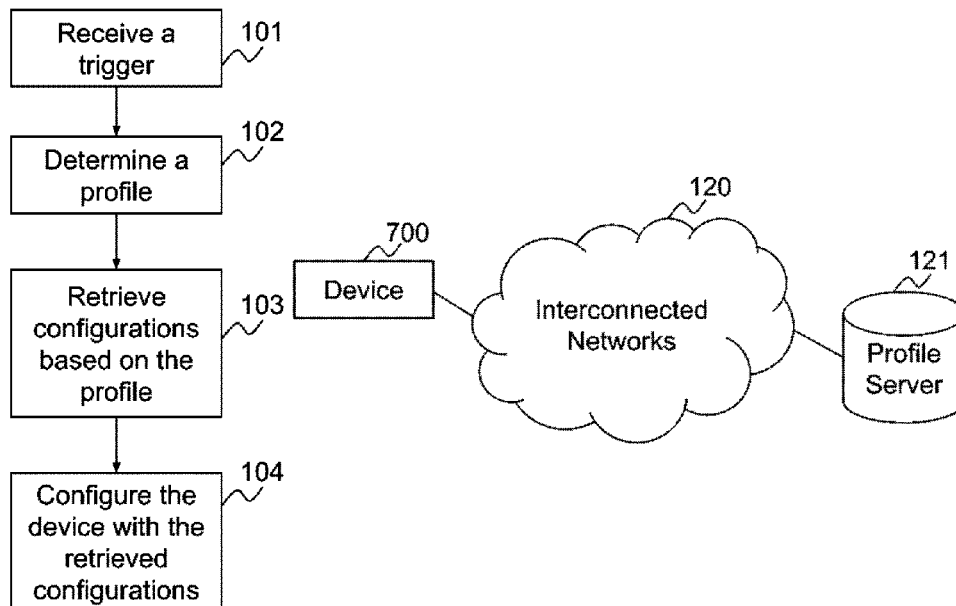 Receive a
trigger
101
Determine a
profile
102
Retrieve
configurations
based on the
profile
103
Configure the
device with the
retrieved
configurations
104
700
Device
120
Interconnected
Networks
121
Profile
Server